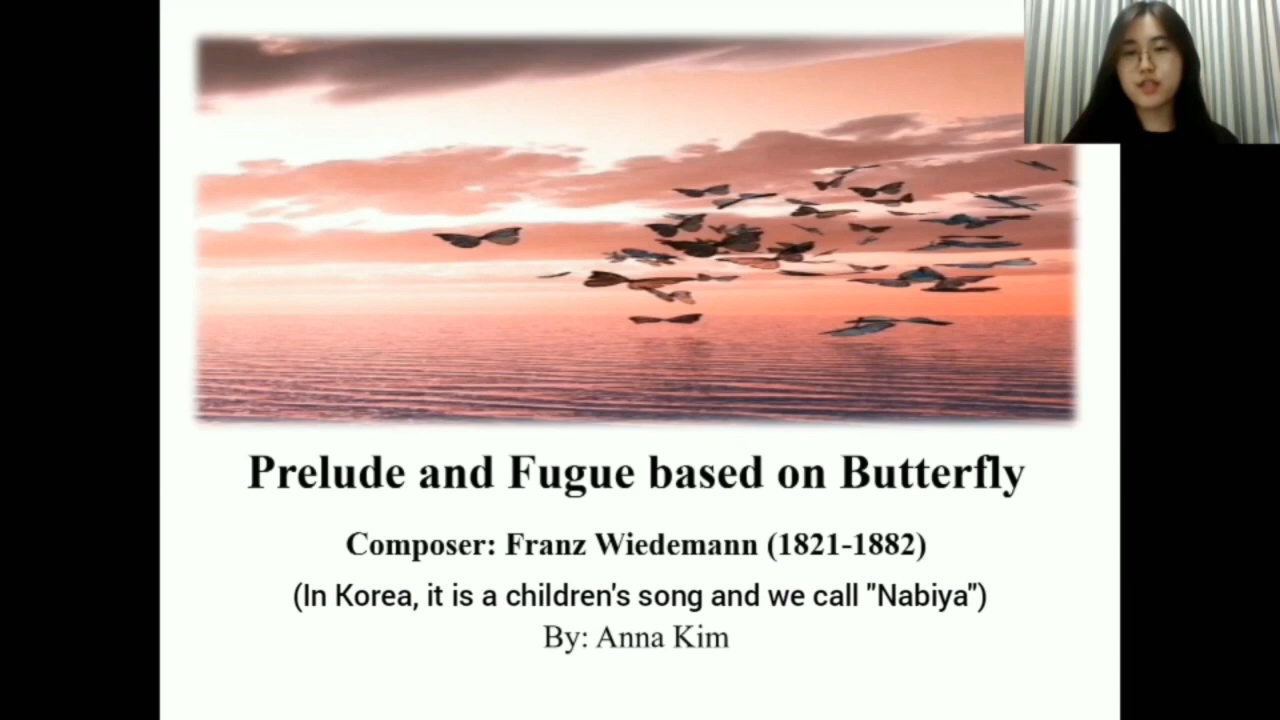 Prelude and Fugue based on Butterfly
Composer: Franz Wiedemann (1821-1882)
(In Korea, it is a children's song and we call "Nabiya")
By: Anna Kim